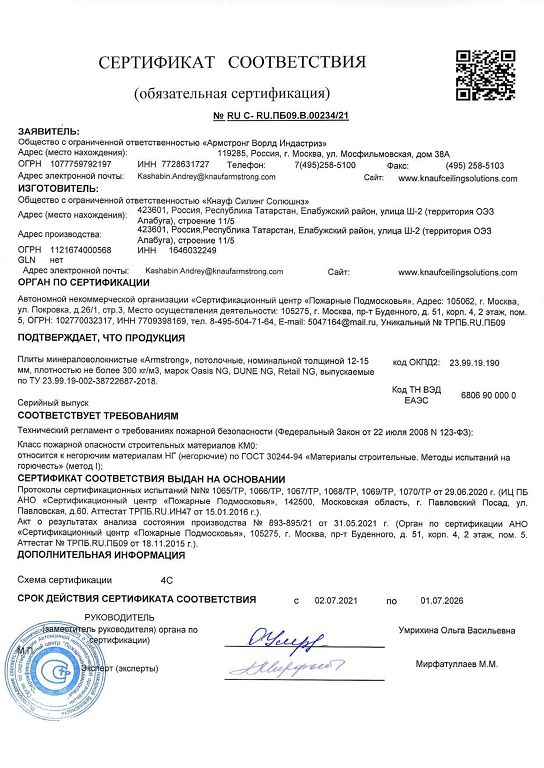 СЕРТИФИКАТ СООТВЕТСТВИЯ
(обязательная сертификация)
№ RU С- RU.ПБ09.В.00234/21
ЗАЯВИТЕЛЬ:
Общество с ограниченной ответственностью «Армстронг Ворлд Индастриз»
Адрес (место нахождения): 119285, Россия, г. Москва, ул. Мосфильмовская, дом 38А
ОГРН 1077759792197 ИНН 7728631727 Телефон: 7(495)258-5100 Факс: (495) 258-5103
Адрес электронной почты: Kashabin.Andrey@knaufarmstrong.com Сайт: www.knaufceilingsolutions.com
ИЗГОТОВИТЕЛЬ:
Общество с ограниченной ответственностью «Кнауф Силинг Солюшнз»
Адрес (место нахождения): 423601, Россия, Республика Татарстан, Елабужский район, улица Ш-2 (территория ОЭЗ
Алабуга), строение 11/5
Адрес производства: 423601, Россия,Республика Татарстан, Елабужский район, улица Ш-2 (территория ОЭЗ
Алабуга), строение 11/5
ОГРН 1121674000568 ИНН 1646032249
GLN нет
Адрес электронной почты: Kashabin.Andrey@knaufarmstrong.com Сайт: www.knaufceilingsolutions.com
ОРГАН ПО СЕРТИФИКАЦИИ
Автономной некоммерческой организации «Сертификационный центр «Пожарные Подмосковья», Адрес: 105062, г. Москва,
ул. Покровка, д.26/1, стр.3, Место осуществления деятельности: 105275, г. Москва, пр-т Буденного, д. 51, корп. 4, 2 этаж, пом.
5, ОГРН: 102770032317, ИНН 7709398169, тел. 8-495-504-71-64, E-mail: 5047164@mail.ru, Уникальный № ТРПБ.RU.ПБ09
ПОДТВЕРЖДАЕТ, ЧТО ПРОДУКЦИЯ
Плиты минераловолокнистые «Armstrong», потолочные, номинальной толщиной 12-15
мм, плотностью не более 300 кг/м3, марок Oasis NG, DUNE NG, Retail NG, выпускаемые
по ТУ 23.99.19-002-38722687-2018.
код ОКПД2: 23.99.19.190
Код ТН ВЭД
ЕАЭС 6806 90 000 0
Серийный выпуск
СООТВЕТСТВУЕТ ТРЕБОВАНИЯМ
Технический регламент о требованиях пожарной безопасности (Федеральный Закон от 22 июля 2008 N 123-ФЗ):
Класс пожарной опасности строительных материалов КМ0:
относится к негорючим материалам НГ (негорючие) по ГОСТ 30244-94 «Материалы строительные. Методы испытаний на
горючесть» (метод I);
СЕРТИФИКАТ СООТВЕТСТВИЯ ВЫДАН НА ОСНОВАНИИ
Протоколы сертификационных испытаний №№ 1065/ТР, 1066/ТР, 1067/ТР, 1068/ТР, 1069/ТР, 1070/ТР от 29.06.2020 г. (ИЦ ПБ
АНО «Сертификационный центр «Пожарные Подмосковья», 142500, Московская область, г. Павловский Посад, ул.
Павловская, д.60. Аттестат ТРПБ.RU.ИН47 от 15.01.2016 г.).
Акт о результатах анализа состояния производства № 893-895/21 от 31.05.2021 г. (Орган по сертификации АНО
«Сертификационный центр «Пожарные Подмосковья», 105275, г. Москва, пр-т Буденного, д. 51, корп. 4, 2 этаж, пом. 5.
Аттестат № ТРПБ.RU.ПБ09 от 18.11.2015 г.).
ДОПОЛНИТЕЛЬНАЯ ИНФОРМАЦИЯ
Схема сертификации 4С
СРОК ДЕЙСТВИЯ СЕРТИФИКАТА СООТВЕТСТВИЯ с 02.07.2021 по 01.07.2026
РУКОВОДИТЕЛЬ
(заместитель руководителя) органа по
сертификации)
Умрихина Ольга Васильевна
М.П.
Эксперт (эксперты) Мирфатуллаев М.М.